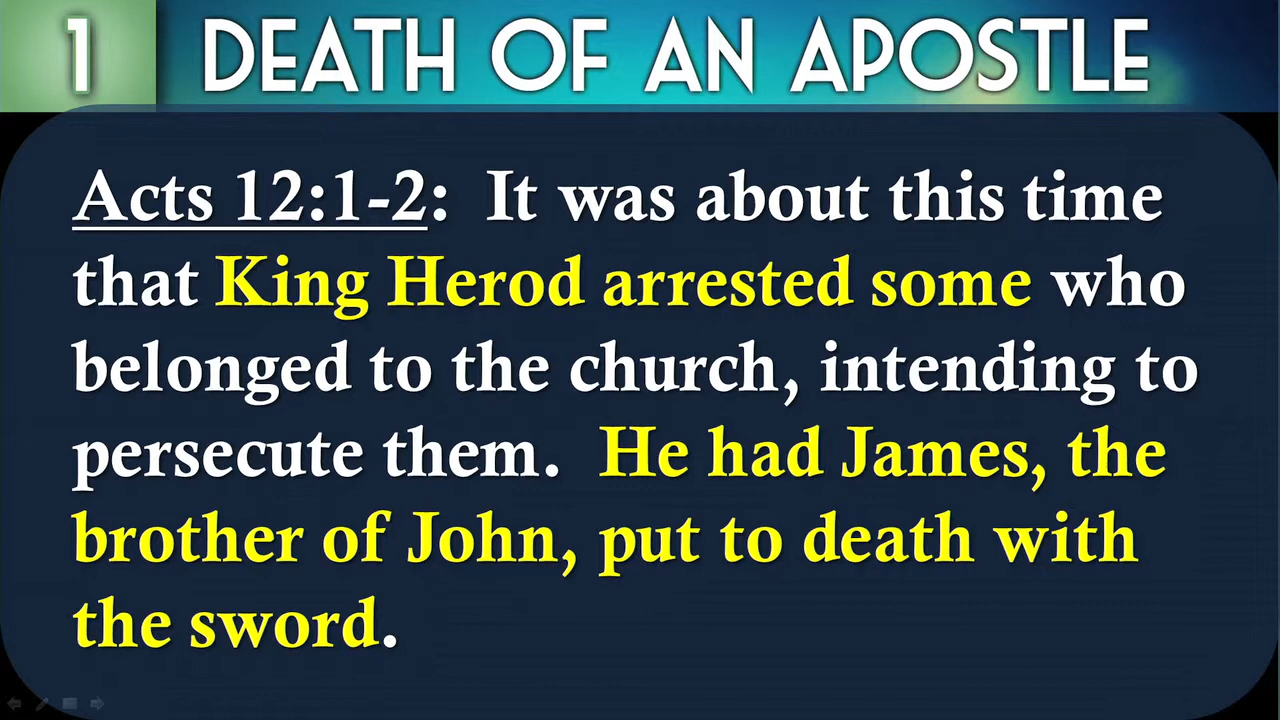 1 DEATH OF AN APOSTLE
Acts 12:1-2:  It was about this time
that King Herod arrested some who
belonged to the church, intending to
persecute them.  He had James, the
brother of John, put to death with
the sword.